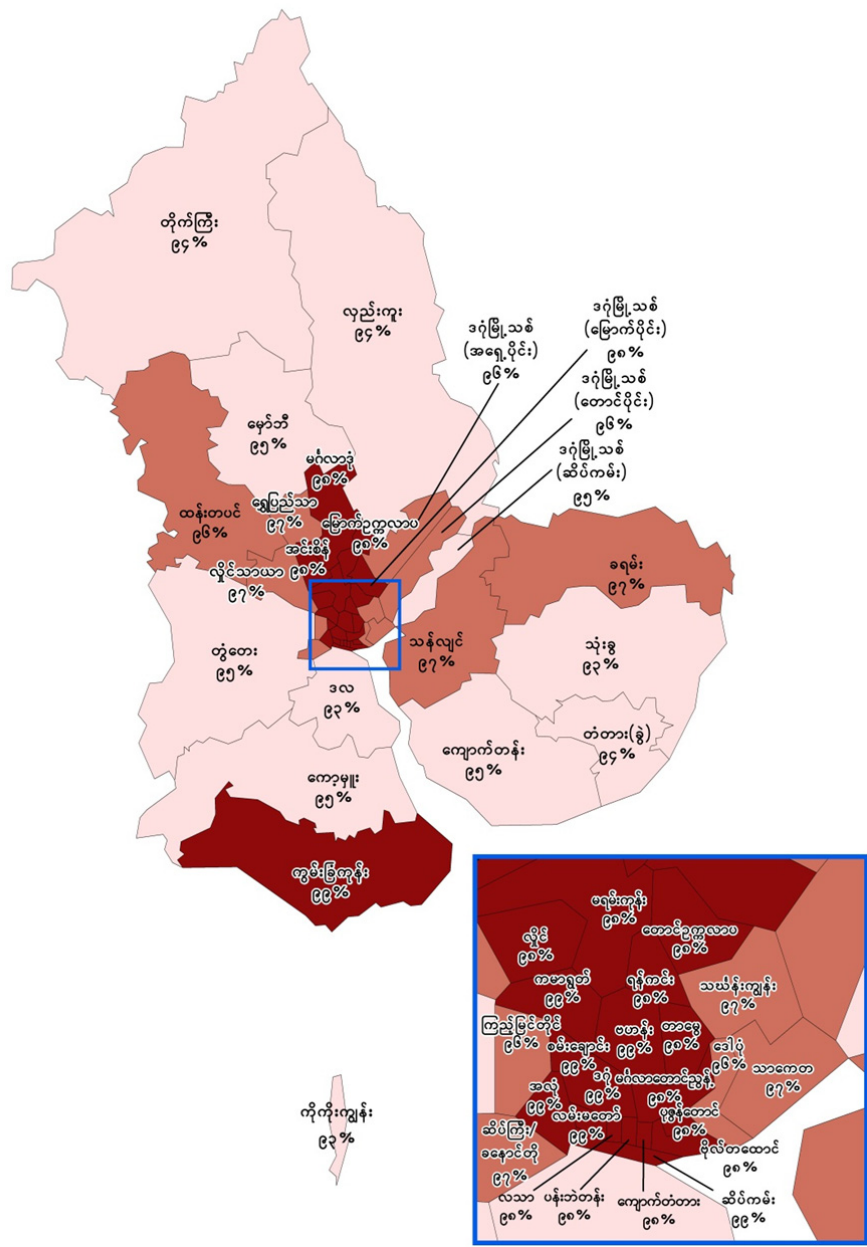 တိုက်ကြီး
၉၄%
လှည်းကူး
၉၄%
ဒဂုံမြို့သစ်
(မြောက်ပိုင်း)
၉၈%
ဒဂုံမြို့သစ်
(အရှေ့ပိုင်း)
၉၆%
ဒဂုံမြို့သစ်
(တောင်ပိုင်း)
၉၆%
ဒဂုံမြို့သစ်
(ဆိပ်ကမ်း)
၉၅%
မှော်ဘီ
၉၅%
မင်္ဂလာဒုံ
၉၈%
ရွှေပြည်သာ
၉၇%
ထန်းတပင်
၉၆%
မြောက်ဥက္ကလာပ
၉၈%
အင်းစိန်
၉၈%
လှိုင်သာယာ
၉၇%
ခရမ်း
၉၇%
သန်လျင်
၉၇%
သုံးခွ
၉၃%
တွံတေး
၉၅%
ဒလ
၉၃%
တံတား(ခွဲ)
၉၄%
ကျောက်တန်း
၉၅%
ကော့မှူး
၉၅%
ကွမ်းခြံကုန်း
၉၉%
ကိုကိုးကျွန်း
၉၃%
မရမ်းကုန်း
၉၈%
လှိုင်
၉၈%
တောင်ဥက္ကလာပ
၉၈%
ကမာရွတ်
၉၉%
ရန်ကင်း
၉၈%
သင်္ဃန်းကျွန်း
၉၇%
ကြည့်မြင်တိုင်
၉၆%
ဗဟန်း
၉၉%
တာမွေ
၉၈%
စမ်းချောင်း
၉၉%
ဒေါပုံ
၉၆%
သာကေတ
၉၇%
ဒဂုံ
၉၉%
မင်္ဂလာတောင်ညွန့်
၉၈%
အလုံ
၉၉%
လမ်းမတော်
၉၉%
ပုဇွန်တောင်
၉၈%
ဆိပ်ကြီး/
ခနောင်တို
၉၇%
ဗိုလ်တထောင်
၉၈%
လသာ
၉၈%
ပန်းဘဲတန်း
၉၈%
ကျောက်တံတား
၉၈%
ဆိပ်ကမ်း
၉၉%